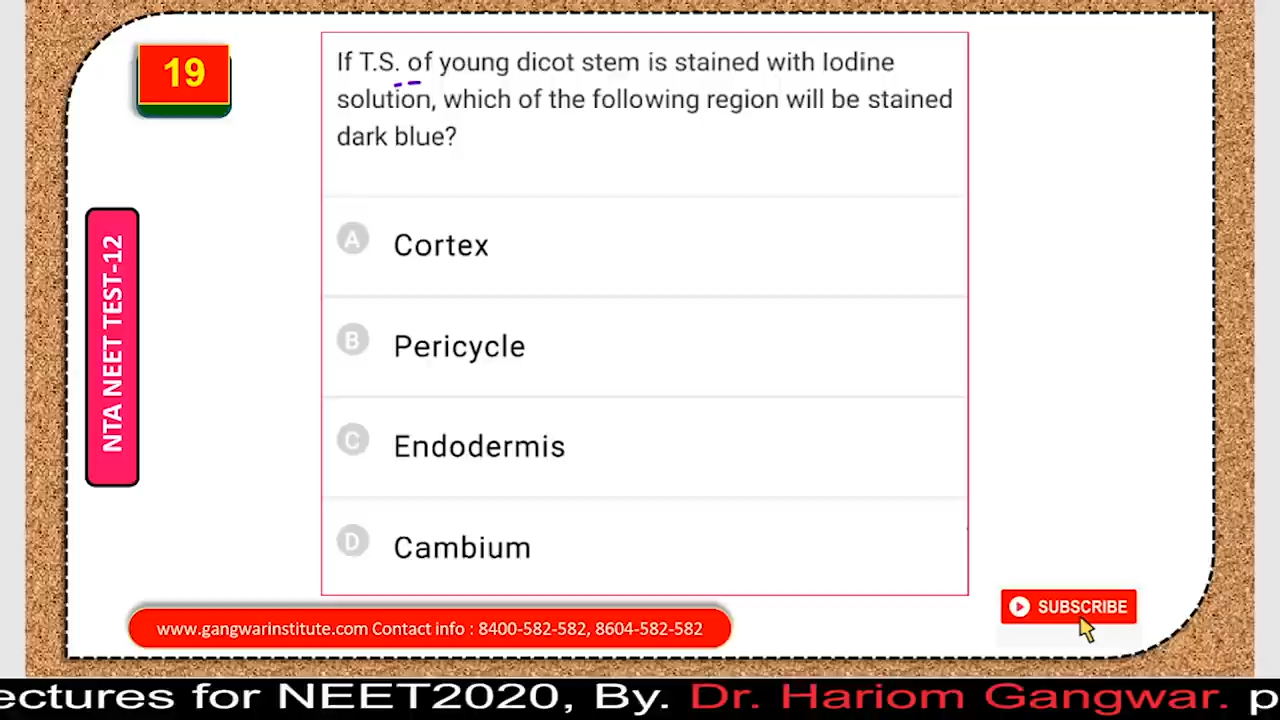 19
If T.S. of young dicot stem is stained with Iodine
solution, which of the following region will be stained
dark blue?
A Cortex
B Pericycle
C Endodermis
D Cambium
NTA NEET TEST-12
www.gangwarinstitute.com Contact info : 8400-582-582, 8604-582-582
SUBSCRIBE
ectures for NEET2020, By. Dr. Hariom Gangwar. p